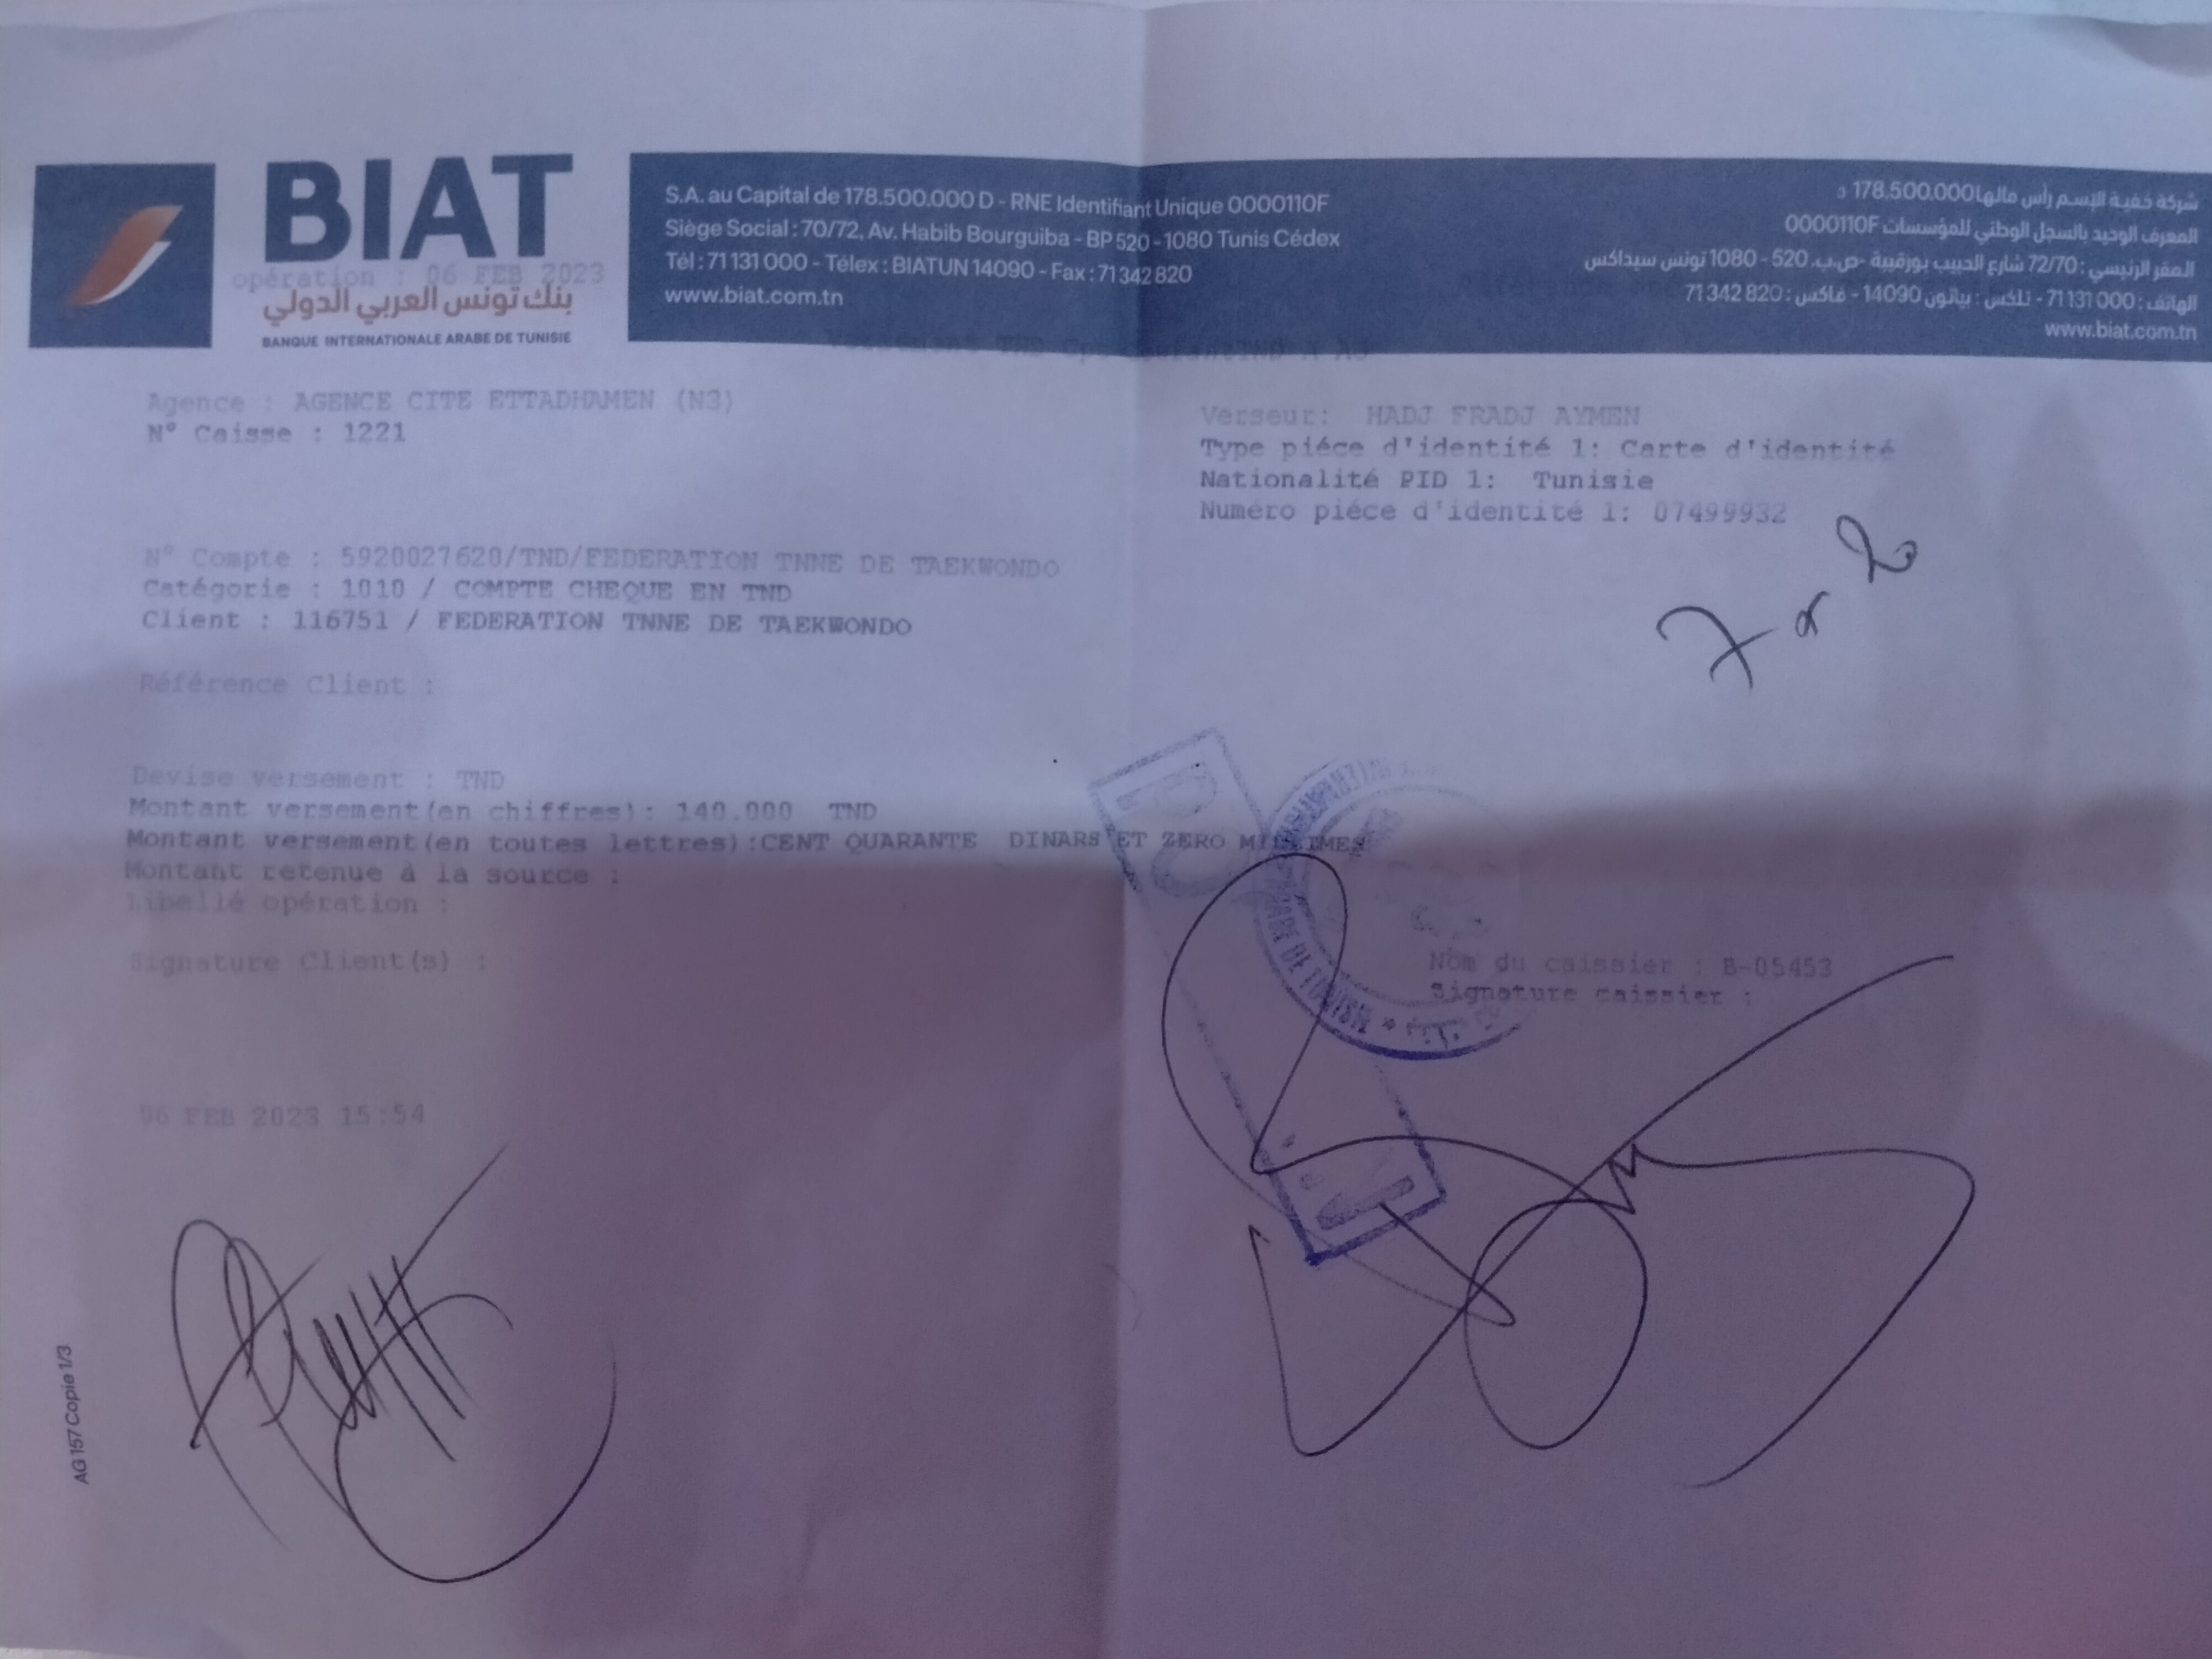 BIAT
opération : 06 FEB 2023
بنك تونس العربي الدولي
BANQUE INTERNATIONALE ARABE DE TUNISIE
S.A. au Capital de 178.500.000 D - RNE Identifiant Unique 0000110F
Siège Social : 70/72, Av. Habib Bourguiba - BP 520 - 1080 Tunis Cédex
Tél : 71 131 000 - Télex : BIATUN 14090 - Fax : 71 342 820
www.biat.com.tn
شركة خفية الإسم رأس مالها 178.500.000 د
المعرف الوحيد بالسجل الوطني للمؤسسات 0000110F
المقر الرئيسي : 72/70 شارع الحبيب بورقيبة -ص.ب. 520 - 1080 تونس سيداكس
الهاتف : 71 131 000 - تلكس : بياتون 14090 - فاكس : 71 342 820
www.biat.com.tn
Agence : AGENCE CITE ETTADHAMEN (N3)
N° Caisse : 1221
Verseur: HADJ FRADJ AYMEN
Type piéce d'identité 1: Carte d'identité
Nationalité PID 1: Tunisie
Numéro piéce d'identité 1: 07499932
N° Compte : 5920027620/TND/FEDERATION TNNE DE TAEKWONDO
Catégorie : 1010 / COMPTE CHEQUE EN TND
Client : 116751 / FEDERATION TNNE DE TAEKWONDO
Référence Client :
Devise versement : TND
Montant versement(en chiffres): 140.000 TND
Montant versement(en toutes lettres):CENT QUARANTE DINARS ET ZERO MILLIMES
Montant retenue à la source :
Libellé opération :
Signature Client(s) :
Nom du caissier : B-05453
Signature caissier :
ARABE DE TUNISIE
06 FEB 2023 15:54
AG 157 Copie 1/3